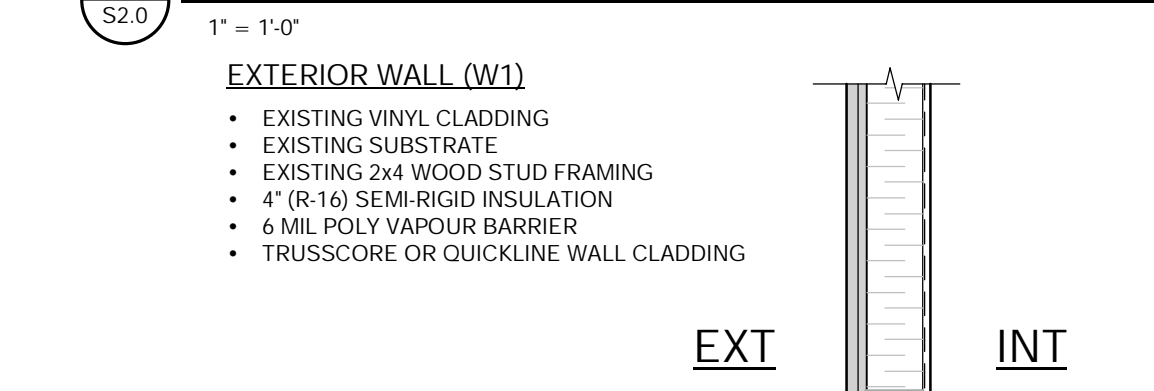 S2.0
1" = 1'-0"
EXTERIOR WALL (W1)
• EXISTING VINYL CLADDING
• EXISTING SUBSTRATE
• EXISTING 2x4 WOOD STUD FRAMING
• 4" (R-16) SEMI-RIGID INSULATION
• 6 MIL POLY VAPOUR BARRIER
• TRUSSCORE OR QUICKLINE WALL CLADDING
EXT INT